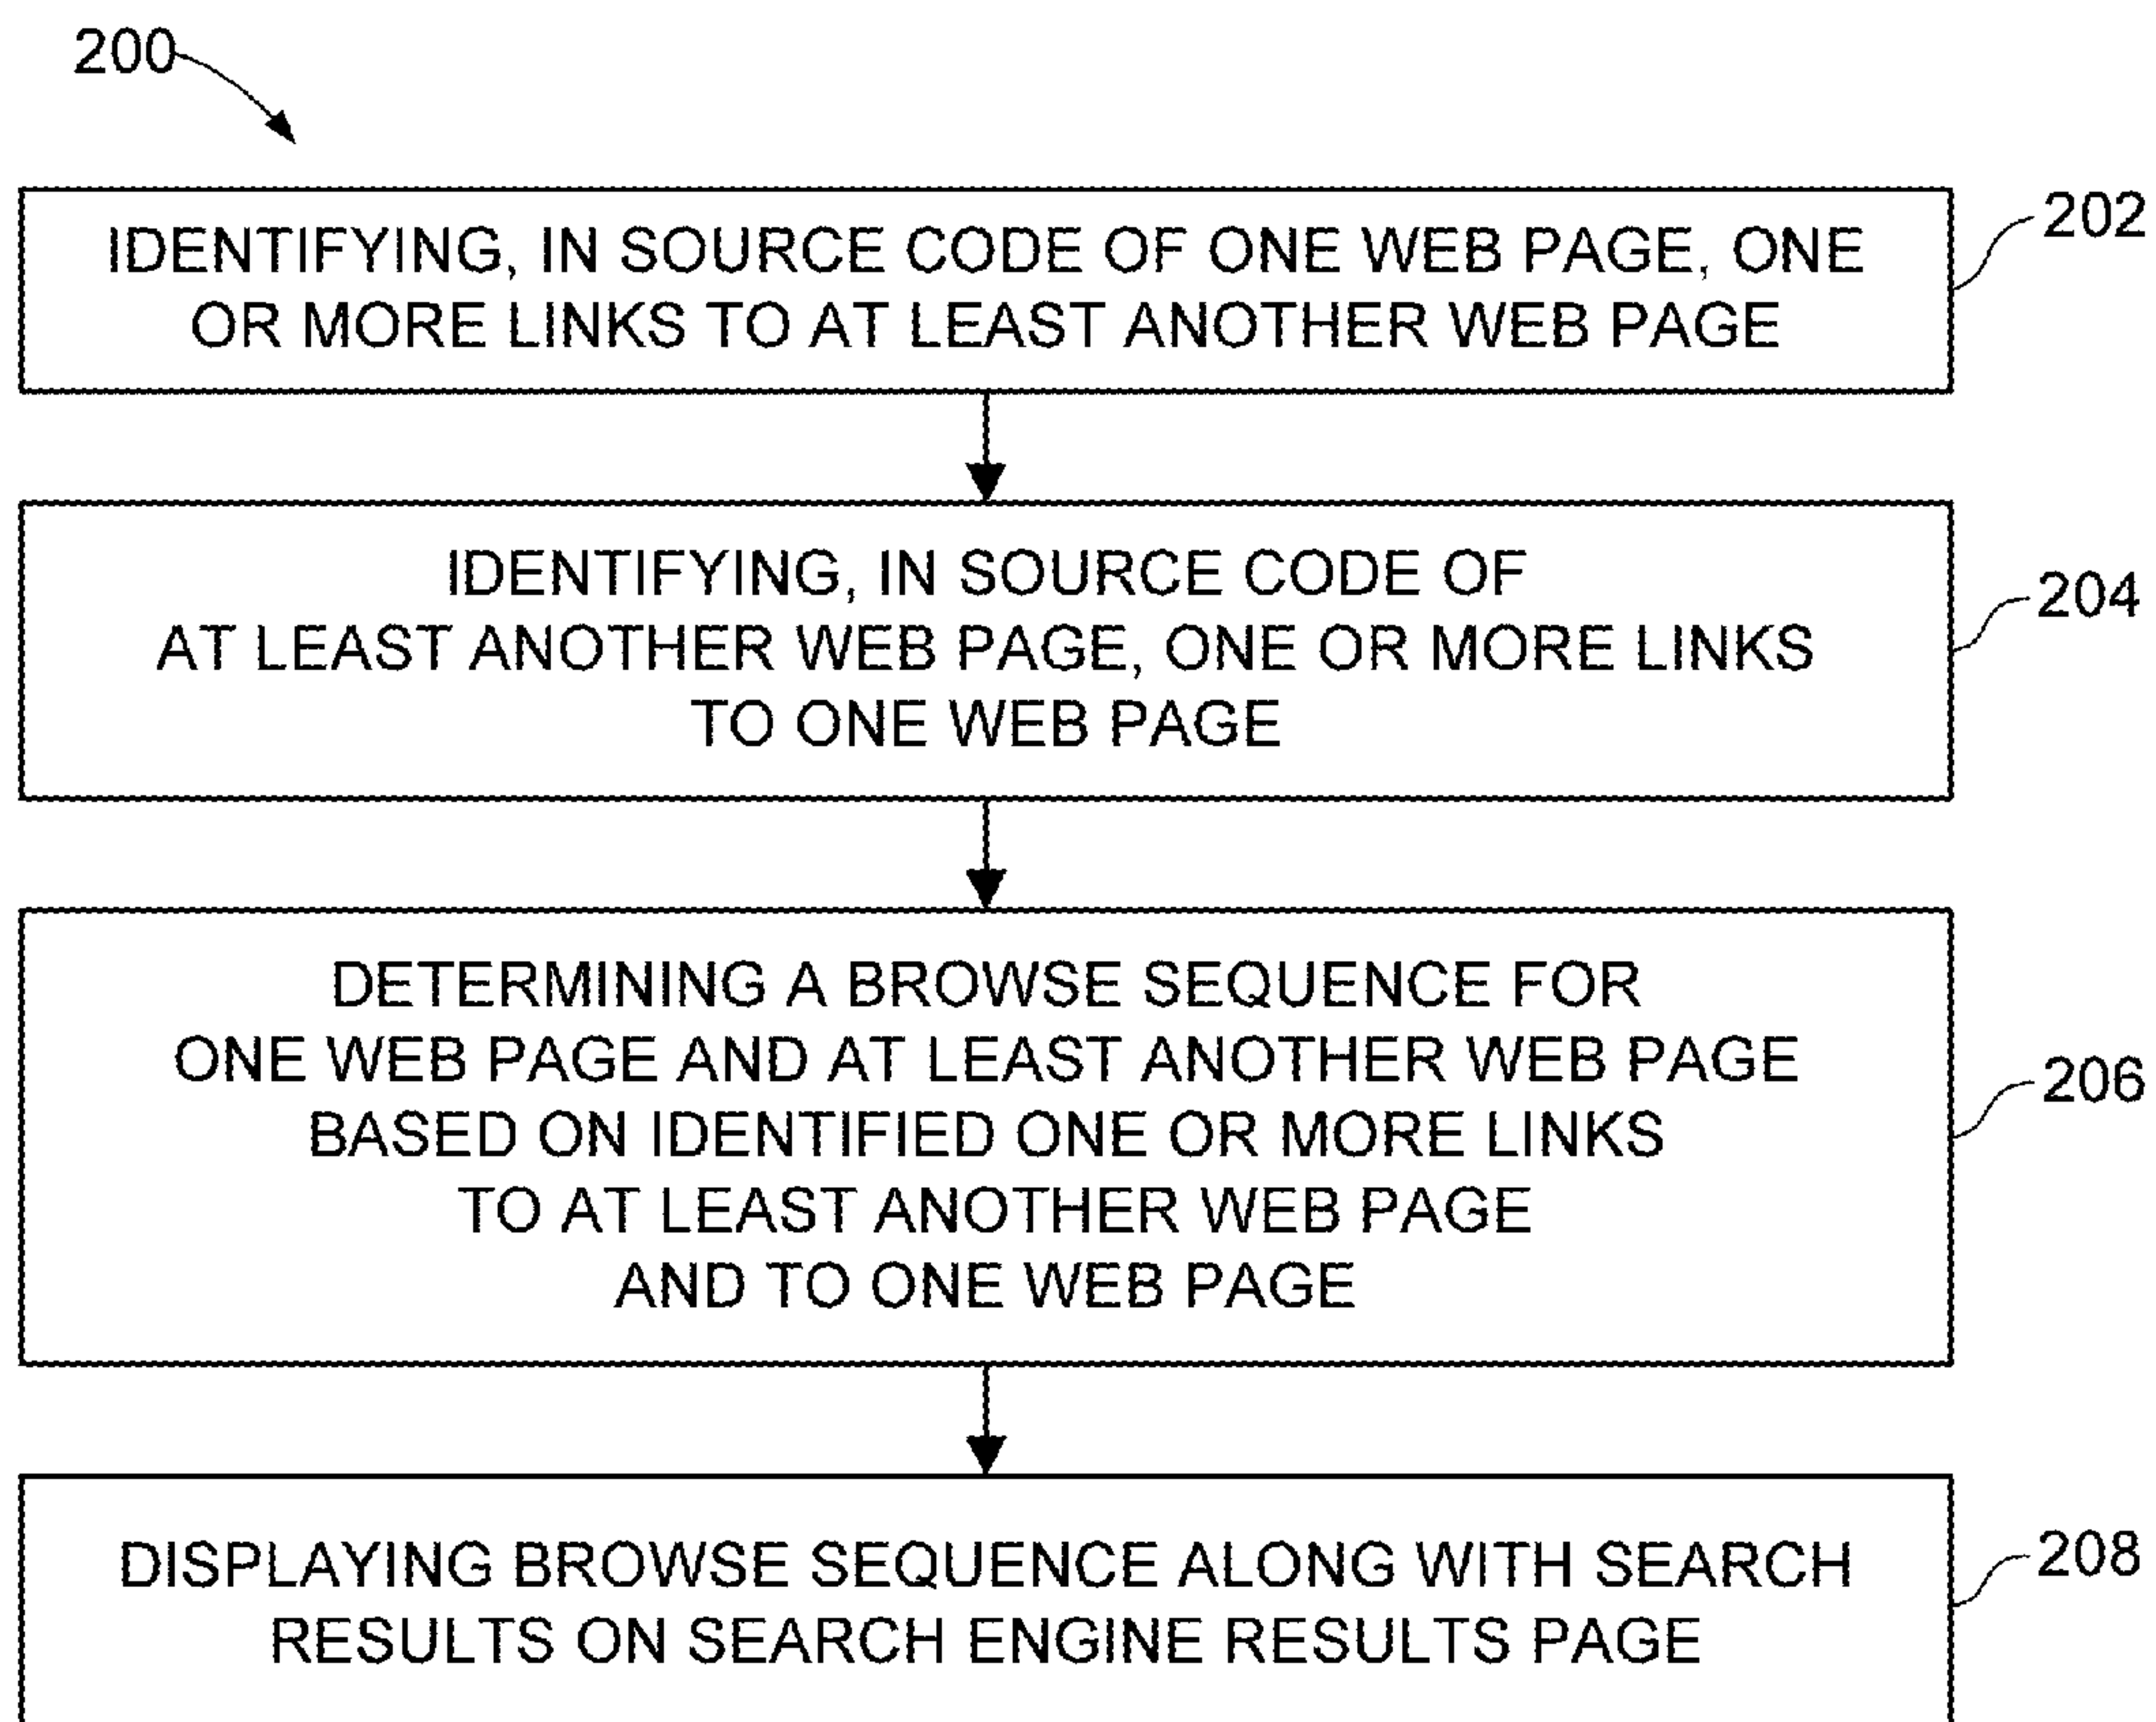 200
IDENTIFYING, IN SOURCE CODE OF ONE WEB PAGE, ONE
OR MORE LINKS TO AT LEAST ANOTHER WEB PAGE
202
IDENTIFYING, IN SOURCE CODE OF
AT LEAST ANOTHER WEB PAGE, ONE OR MORE LINKS
TO ONE WEB PAGE
204
DETERMINING A BROWSE SEQUENCE FOR
ONE WEB PAGE AND AT LEAST ANOTHER WEB PAGE
BASED ON IDENTIFIED ONE OR MORE LINKS
TO AT LEAST ANOTHER WEB PAGE
AND TO ONE WEB PAGE
206
DISPLAYING BROWSE SEQUENCE ALONG WITH SEARCH
RESULTS ON SEARCH ENGINE RESULTS PAGE
208